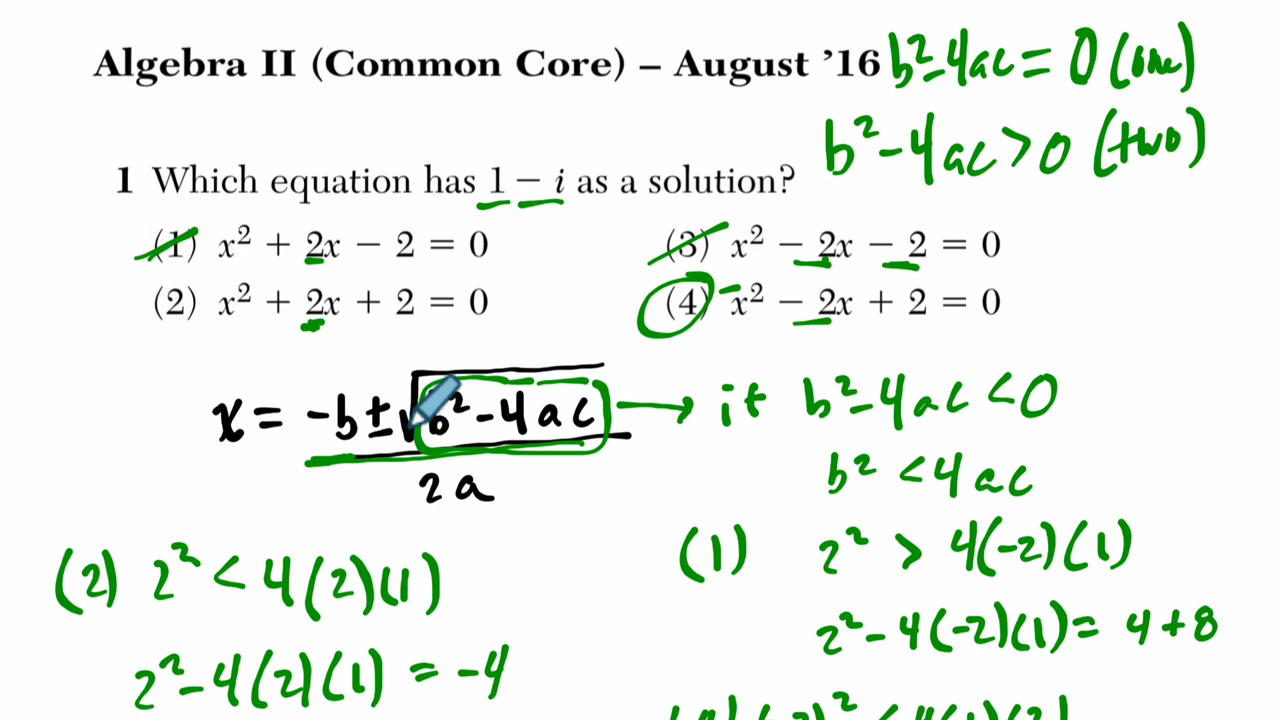 Algebra II (Common Core) – August ’16
b²-4ac = 0 (one)
b²-4ac > 0 (two)
1 Which equation has 1 − i as a solution?
(1) x² + 2x − 2 = 0
(3) x² − 2x − 2 = 0
(2) x² + 2x + 2 = 0
(4) x² − 2x + 2 = 0
x = -b±√b²-4ac
2a
if b²-4ac < 0
b² < 4ac
(1) 2² > 4(-2)(1)
2²-4(-2)(1) = 4+8
(2) 2² < 4(2)(1)
2²-4(2)(1) = -4